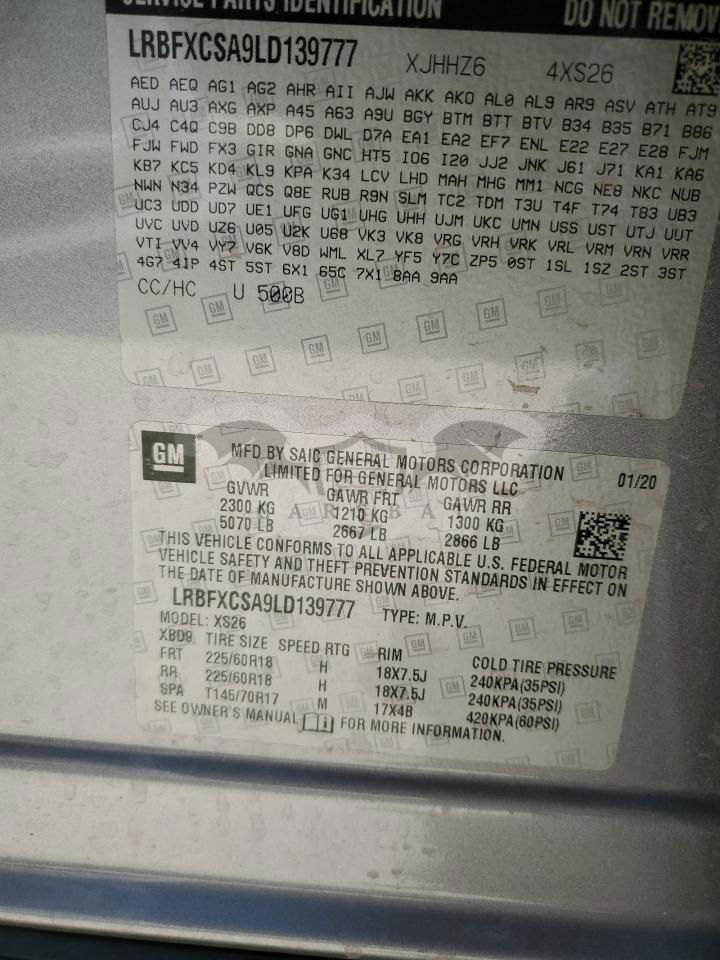 SERVICE PARTS IDENTIFICATION DO NOT REMOV
LRBFXCSA9LD139777 XJHHZ6 4XS26
AED AEQ AG1 AG2 AHR AII AJW AKK AKO AL0 AL9 AR9 ASV ATH AT9
AUJ AU3 AXG AXP A45 A63 A9U BGY BTM BTT BTV B34 B35 B71 B86
CJ4 C4Q C9B DD8 DP6 DWL D7A EA1 EA2 EF7 ENL E22 E27 E28 FJM
FJW FWD FX3 GIR GNA GNC HT5 IO6 I20 JJ2 JNK J61 J71 KA1 KA6
KB7 KC5 KD4 KL9 KPA K34 LCV LHD MAH MHG MM1 NCG NE8 NKC NUB
NWN N34 PZW QCS Q8E RUB R9N SLM TC2 TDM T3U T4F T74 T83 UB3
UC3 UDD UD7 UE1 UFG UG1 UHG UHH UJM UKC UMN USS UST UTJ UUT
UVC UVD UZ6 U05 U2K U68 VK3 VK8 VRG VRH VRK VRL VRM VRN VRR
VTI VV4 VY7 V6K V8D WML XL7 YF5 Y7C ZP5 0ST 1SL 1SZ 2ST 3ST
4G7 4IP 4ST 5ST 6X1 65C 7X1 8AA 9AA
CC/HC U 500B
GM MFD BY SAIC GENERAL MOTORS CORPORATION
LIMITED FOR GENERAL MOTORS LLC 01/20
GVWR GAWR FRT GAWR RR
2300 KG 1210 KG 1300 KG
5070 LB 2667 LB 2866 LB
THIS VEHICLE CONFORMS TO ALL APPLICABLE U.S. FEDERAL MOTOR
VEHICLE SAFETY AND THEFT PREVENTION STANDARDS IN EFFECT ON
THE DATE OF MANUFACTURE SHOWN ABOVE.
LRBFXCSA9LD139777 TYPE: M.P.V.
MODEL: XS26
XBD9 TIRE SIZE SPEED RTG RIM COLD TIRE PRESSURE
FRT 225/60R18 H 18X7.5J 240KPA(35PSI)
RR 225/60R18 H 18X7.5J 240KPA(35PSI)
SPA T145/70R17 M 17X4B 420KPA(60PSI)
SEE OWNER'S MANUAL FOR MORE INFORMATION.